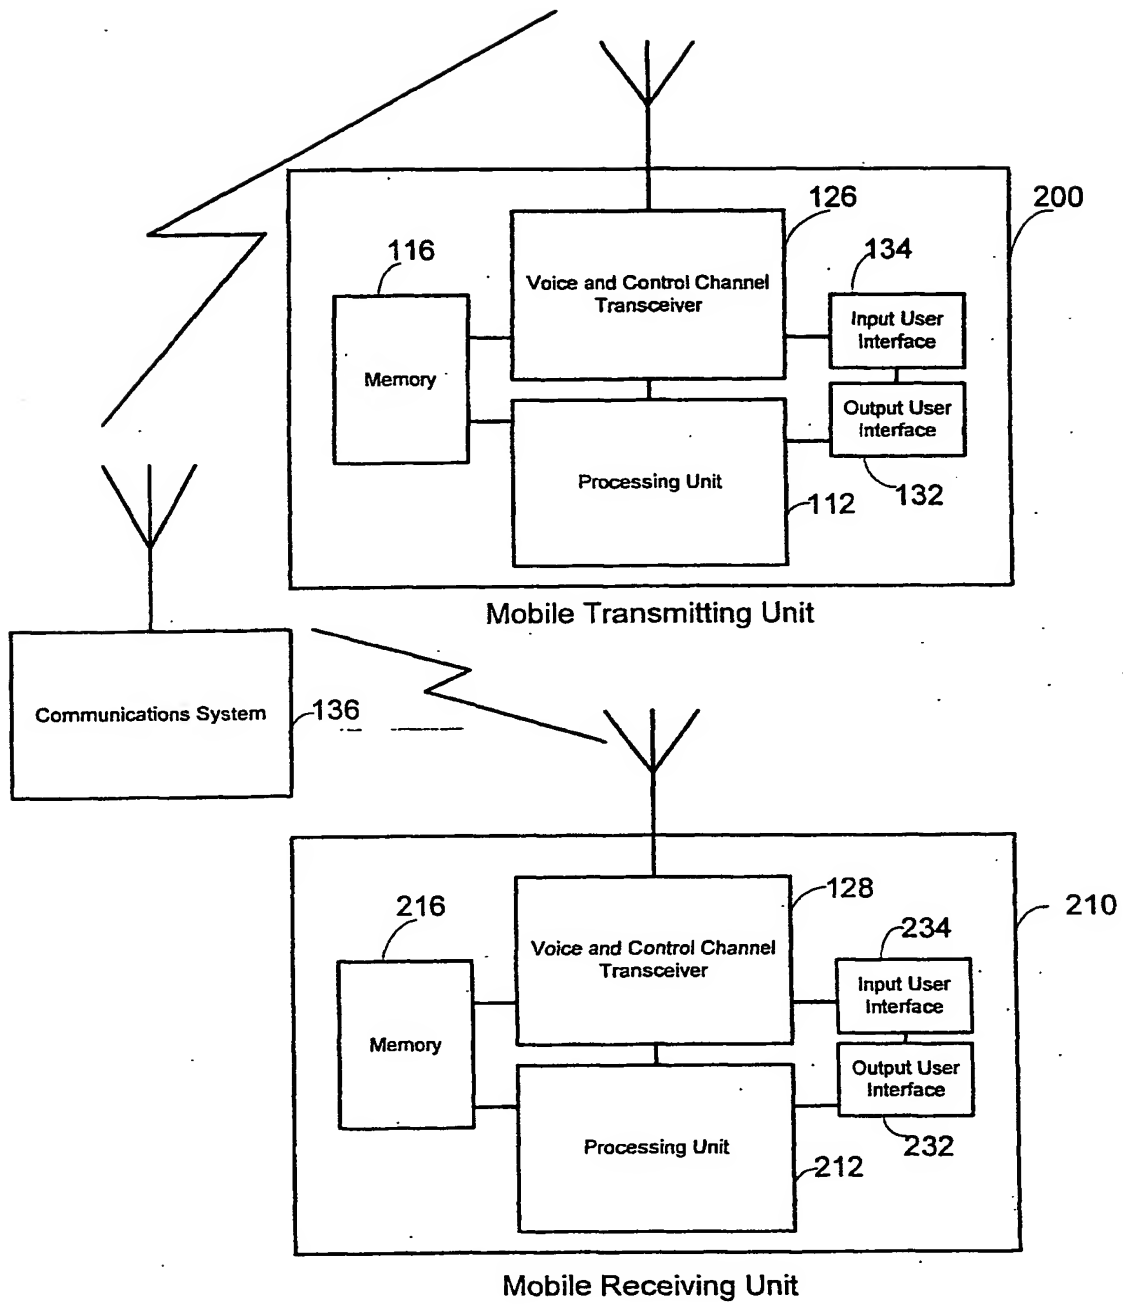 126
200
116
134
Voice and Control Channel
Transceiver
Input User
Interface
Memory
Output User
Interface
Processing Unit
132
112
Mobile Transmitting Unit
Communications System
136
128
210
216
234
Voice and Control Channel
Transceiver
Input User
Interface
Memory
Output User
Interface
Processing Unit
232
212
Mobile Receiving Unit